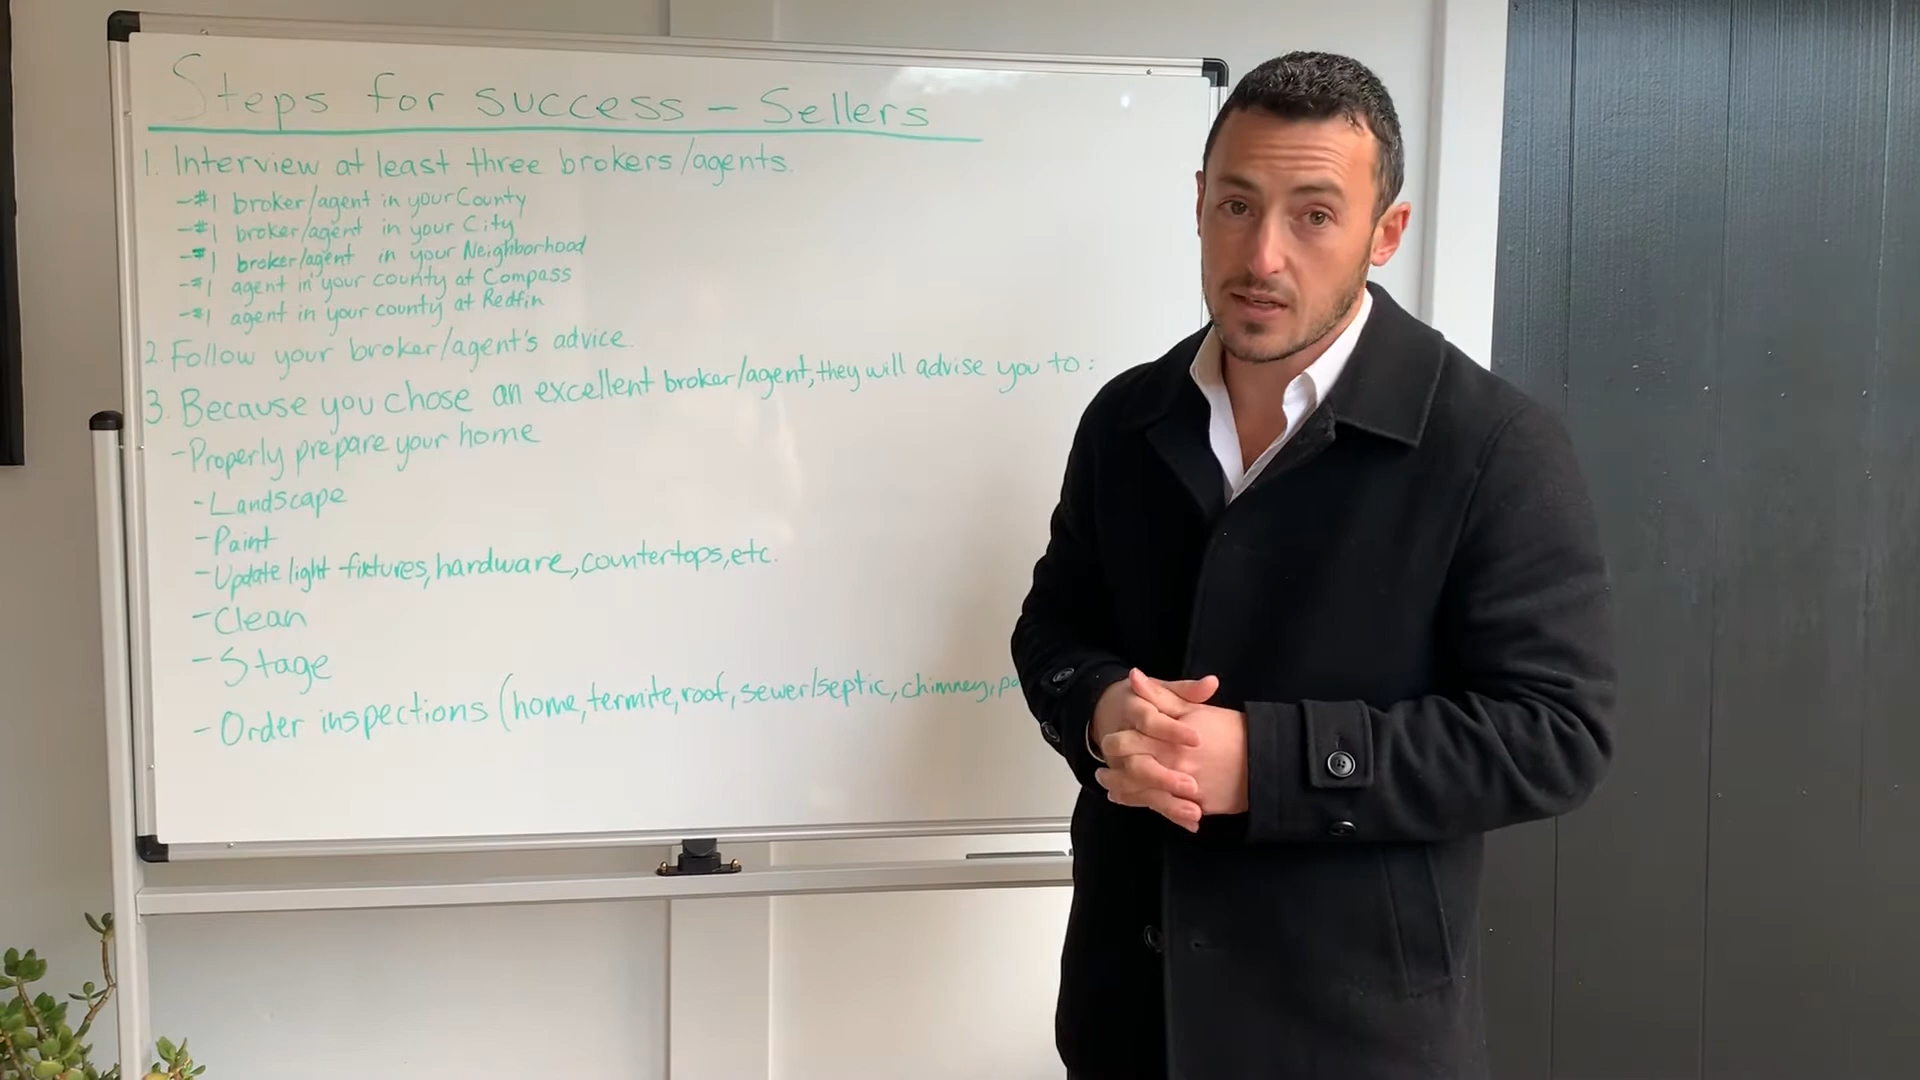 Steps for success - Sellers
1. Interview at least three brokers/agents.
-#1 broker/agent in your County
-#1 broker/agent in your City
-#1 broker/agent in your Neighborhood
-#1 agent in your county at Compass
-#1 agent in your county at Redfin
2. Follow your broker/agent's advice.
3. Because you chose an excellent broker/agent, they will advise you to:
-Properly prepare your home
-Landscape
-Paint
-Update light fixtures, hardware, countertops, etc.
-Clean
-Stage
-Order inspections (home, termite, roof, sewer/septic, chimney,